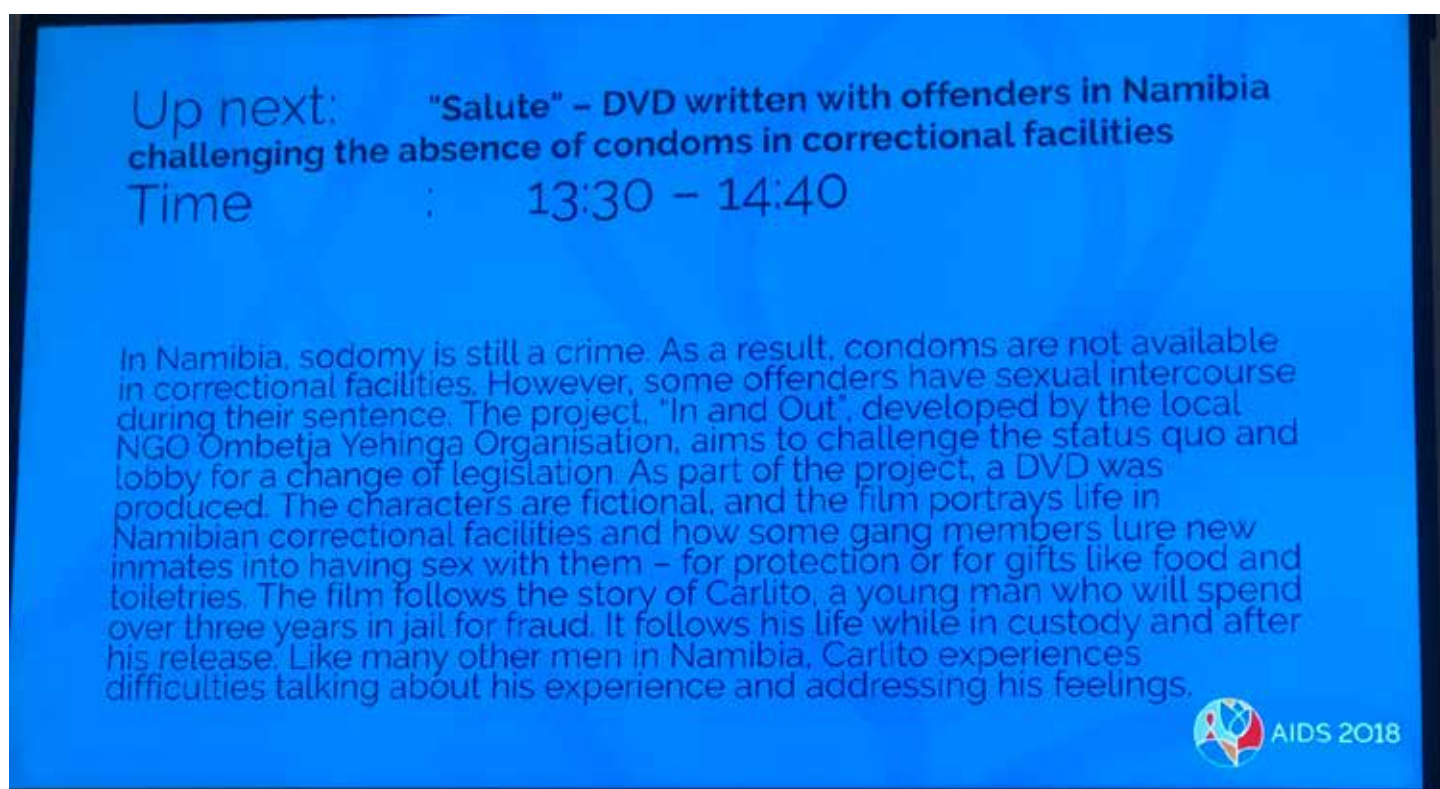 Up next: "Salute" – DVD written with offenders in Namibia
challenging the absence of condoms in correctional facilities
Time : 13:30 – 14:40
In Namibia, sodomy is still a crime. As a result, condoms are not available
in correctional facilities. However, some offenders have sexual intercourse
during their sentence. The project, "In and Out", developed by the local
NGO Ombetja Yehinga Organisation, aims to challenge the status quo and
lobby for a change of legislation. As part of the project, a DVD was
produced. The characters are fictional, and the film portrays life in
Namibian correctional facilities and how some gang members lure new
inmates into having sex with them – for protection or for gifts like food and
toiletries. The film follows the story of Carlito, a young man who will spend
over three years in jail for fraud. It follows his life while in custody and after
his release. Like many other men in Namibia, Carlito experiences
difficulties talking about his experience and addressing his feelings.
AIDS 2018